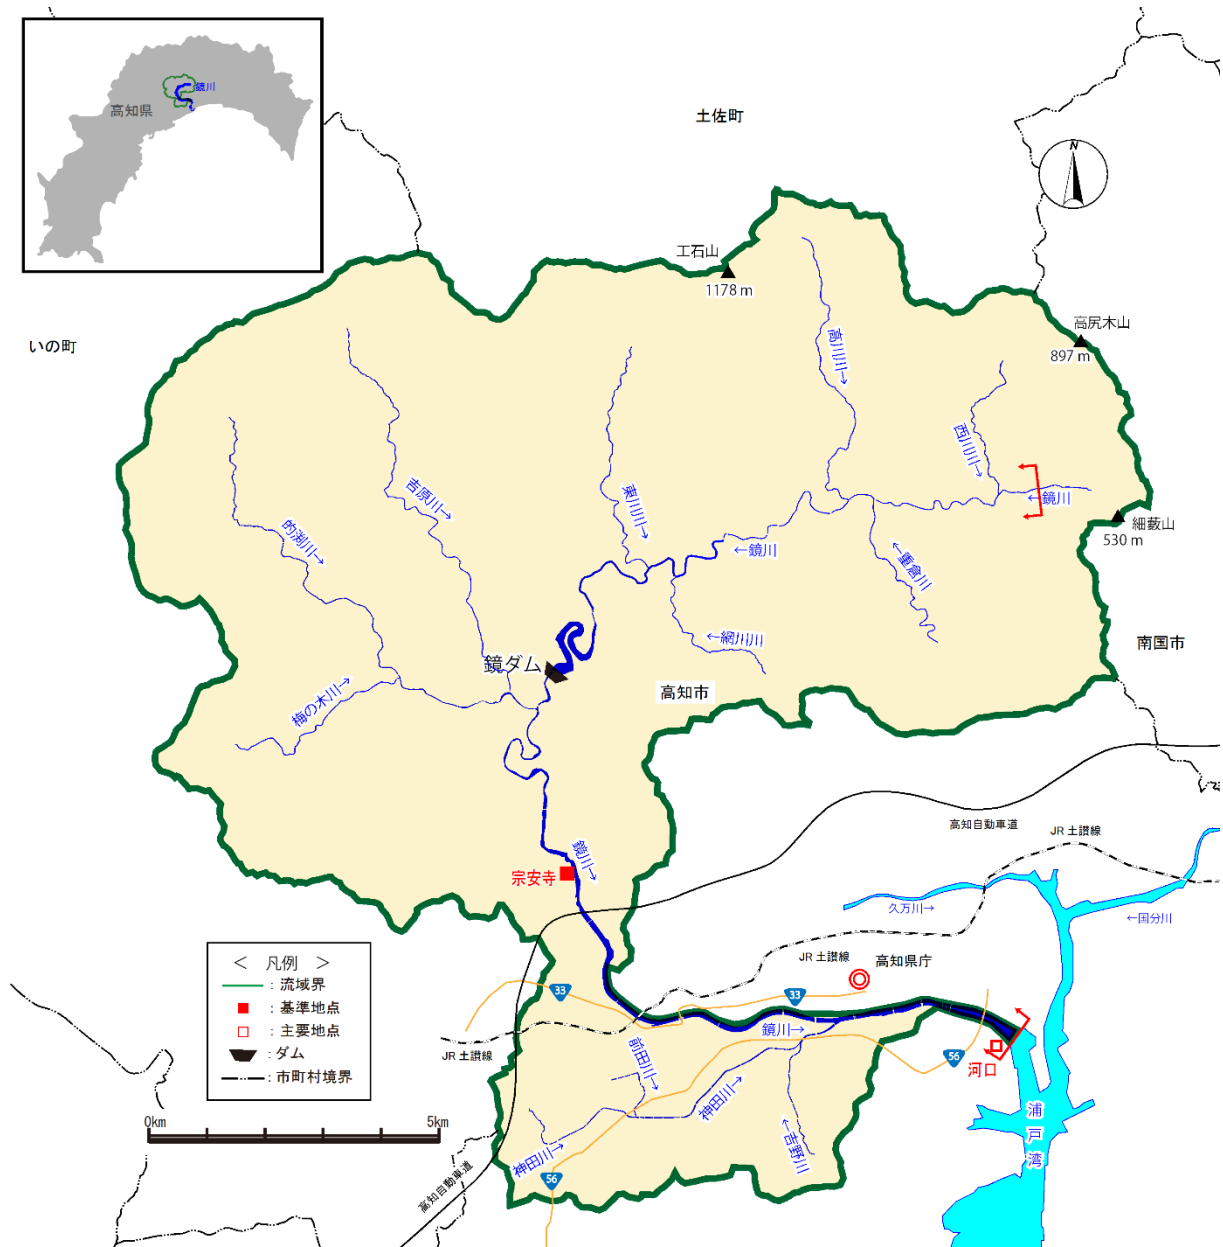 鏡川
高知県
土佐町
N
工石山
1178 m
高尻木山
897 m
いの町
高川川→
西川川→
←鏡川
細薮山
530 m
東川川→
吉原川→
的渕川→
←鏡川
←重倉川
←網川川
南国市
鏡ダム
高知市
梅の木川→
高知自動車道
JR 土讃線
鏡川→
宗安寺
久万川→
←国分川
＜ 凡例 ＞
：流域界
：基準地点
：主要地点
：ダム
：市町村境界
JR 土讃線
高知県庁
33
33
鏡川→
JR 土讃線
前田川→
56
河口
神田川→
浦戸湾
0km
5km
神田川→
←吉野川
56
高知自動車道